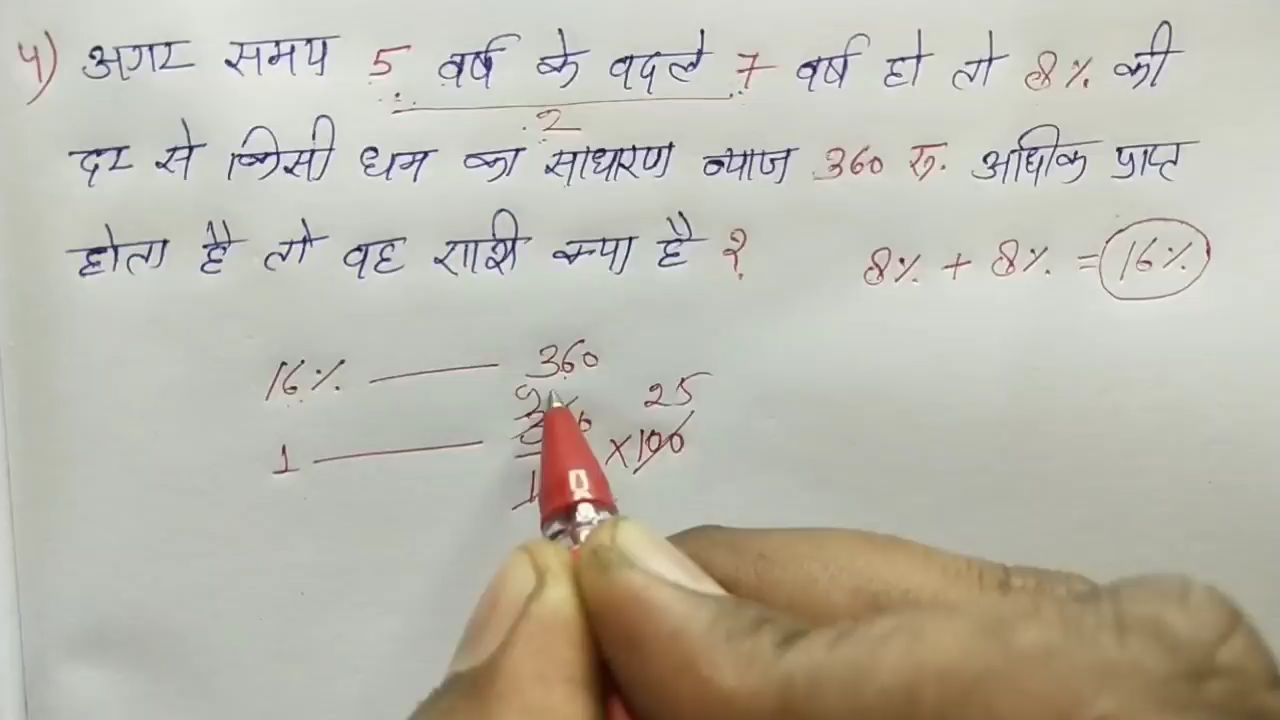 4) अगर समय 5 वर्ष के वदले 7 वर्ष हो तो 8% की
2
दर से किसी धन का साधारण व्याज 360 रू. अधीक प्राप्त
होता है तो वह राशी क्या है ?
8% + 8% = 16%
16% — 360
25
1 — × 100